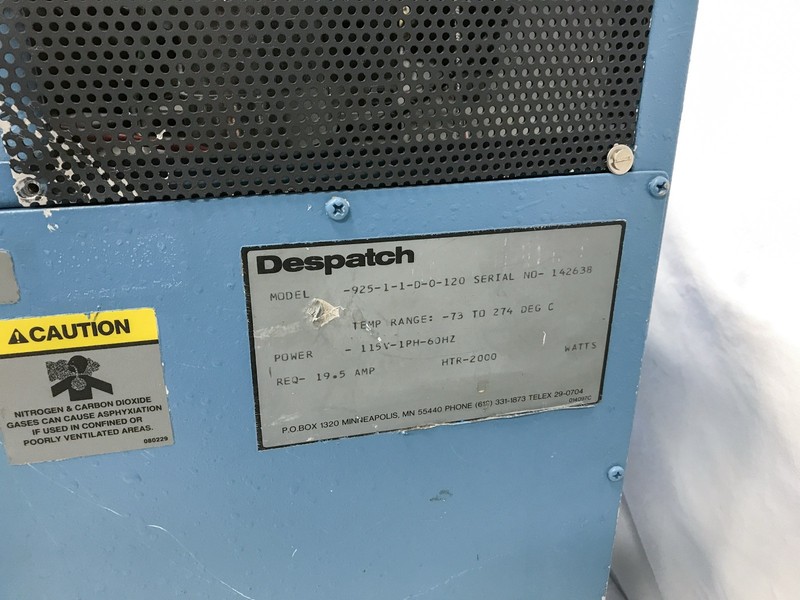 Despatch
MODEL -925-1-1-D-0-120 SERIAL NO- 142638
TEMP RANGE: -73 TO 274 DEG C
POWER - 115V-1PH-60HZ
REQ- 19.5 AMP HTR-2000 WATTS
P.O.BOX 1320 MINNEAPOLIS, MN 55440 PHONE (612) 331-1873 TELEX 29-0704
CAUTION
NITROGEN & CARBON DIOXIDE
GASES CAN CAUSE ASPHYXIATION
IF USED IN CONFINED OR
POORLY VENTILATED AREAS.
080229